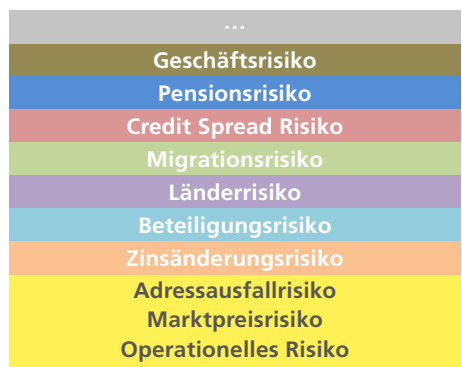 ...
Geschäftsrisiko
Pensionsrisiko
Credit Spread Risiko
Migrationsrisiko
Länderrisiko
Beteiligungsrisiko
Zinsänderungsrisiko
Adressausfallrisiko
Marktpreisrisiko
Operationelles Risiko